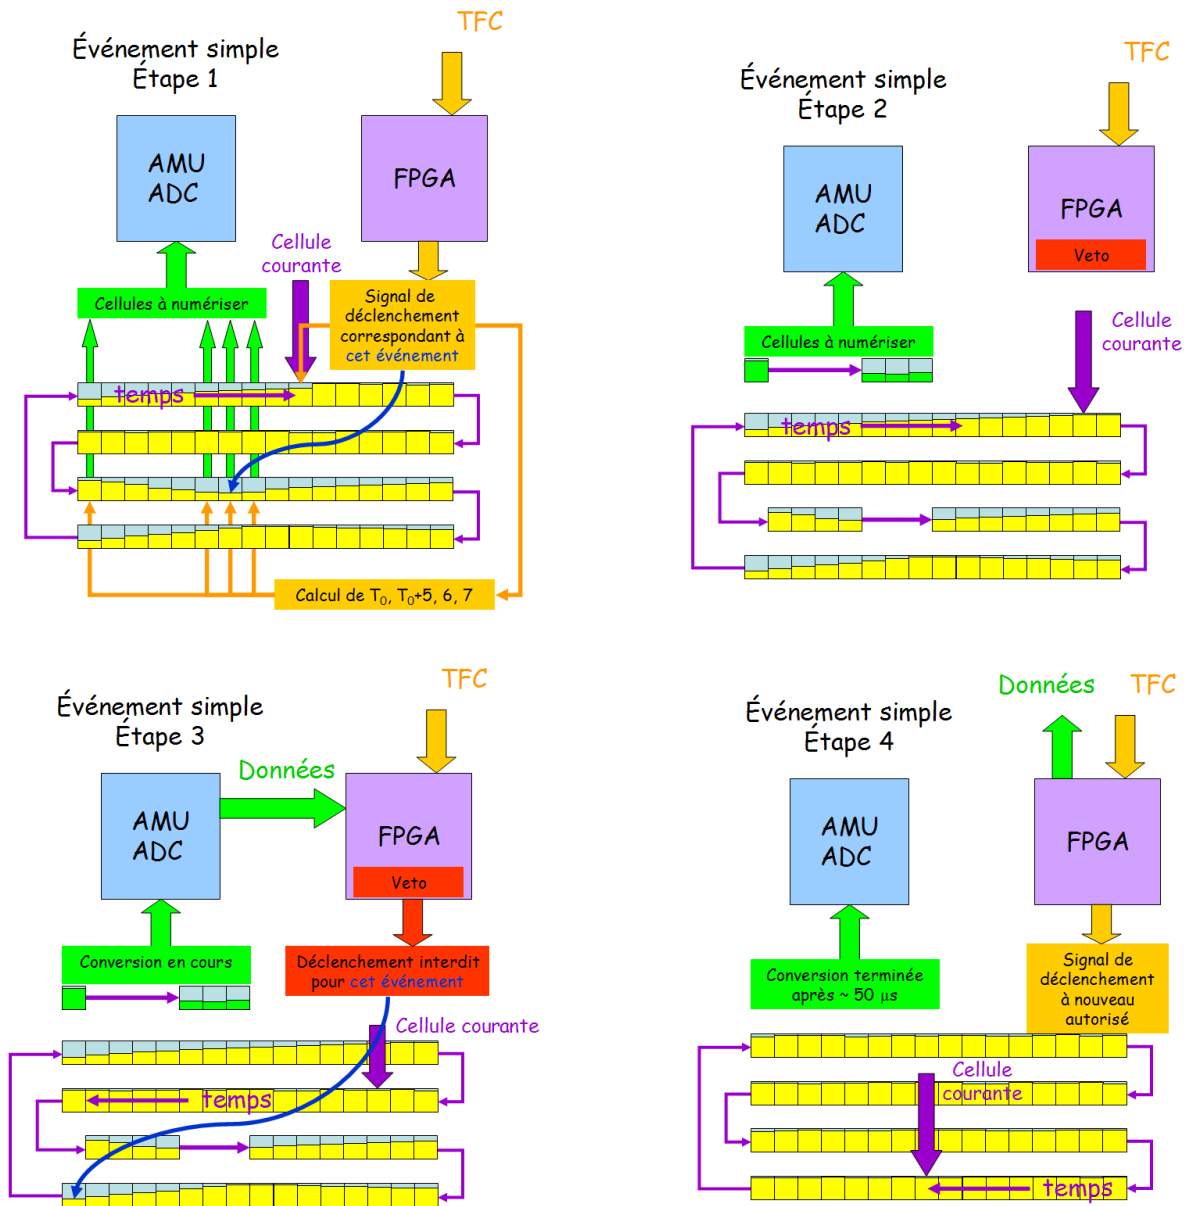 TFC
Événement simple
Étape 1
AMU
ADC
FPGA
Cellule
courante
Cellules à numériser
Signal de
déclenchement
correspondant à
cet événement
temps
Calcul de T0, T0+5, 6, 7
TFC
Événement simple
Étape 2
AMU
ADC
FPGA
Veto
Cellule
courante
Cellules à numériser
temps
TFC
Événement simple
Étape 3
Données
AMU
ADC
FPGA
Veto
Conversion en cours
Déclenchement interdit
pour cet événement
Cellule courante
temps
Données
TFC
Événement simple
Étape 4
AMU
ADC
FPGA
Conversion terminée
après ~ 50 µs
Signal de
déclenchement
à nouveau
autorisé
Cellule
courante
temps